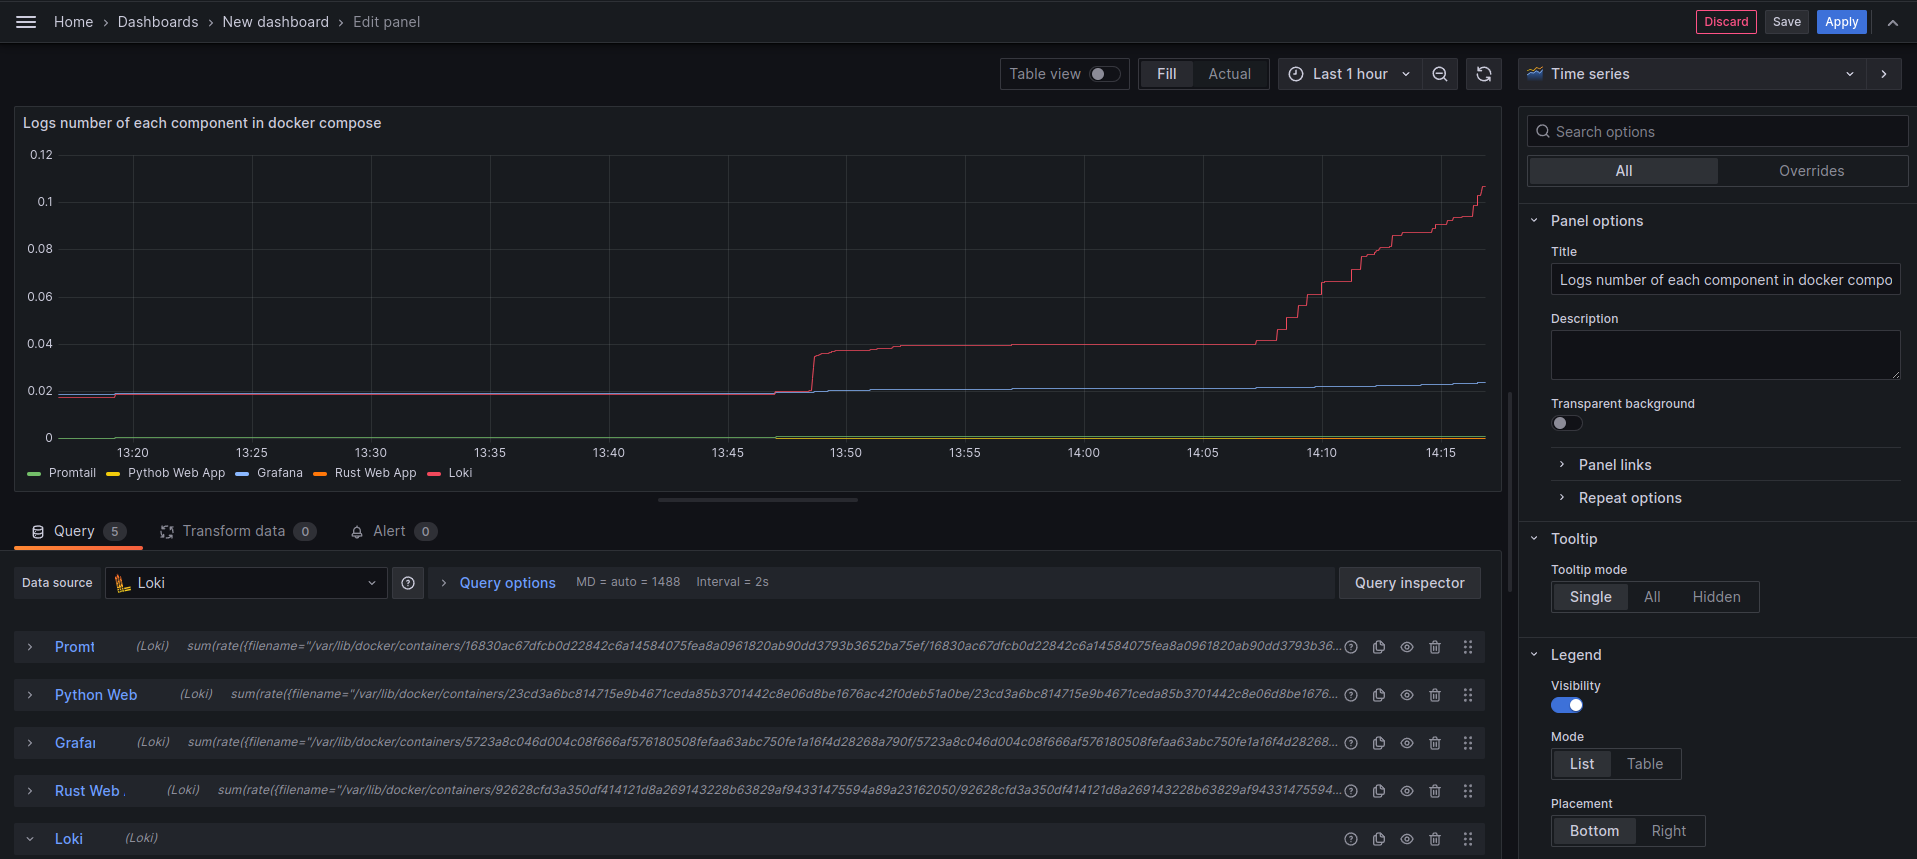 Home › Dashboards › New dashboard › Edit panel
Discard Save Apply
Table view Fill Actual Last 1 hour
Time series
Logs number of each component in docker compose
0.12
0.1
0.08
0.06
0.04
0.02
0
13:20 13:25 13:30 13:35 13:40 13:45 13:50 13:55 14:00 14:05 14:10 14:15
Promtail Pythob Web App Grafana Rust Web App Loki
Query 5 Transform data 0 Alert 0
Data source Loki Query options MD = auto = 1488 Interval = 2s Query inspector
Promt (Loki) sum(rate({filename="/var/lib/docker/containers/16830ac67dfcb0d22842c6a14584075fea8a0961820ab90dd3793b3652ba75ef/16830ac67dfcb0d22842c6a14584075fea8a0961820ab90dd3793b36...
Python Web (Loki) sum(rate({filename="/var/lib/docker/containers/23cd3a6bc814715e9b4671ceda85b3701442c8e06d8be1676ac42f0deb51a0be/23cd3a6bc814715e9b4671ceda85b3701442c8e06d8be1676...
Grafai (Loki) sum(rate({filename="/var/lib/docker/containers/5723a8c046d004c08f666af576180508fefaa63abc750fe1a16f4d28268a790f/5723a8c046d004c08f666af576180508fefaa63abc750fe1a16f4d28268...
Rust Web . (Loki) sum(rate({filename="/var/lib/docker/containers/92628cfd3a350df414121d8a269143228b63829af94331475594a89a23162050/92628cfd3a350df414121d8a269143228b63829af94331475594...
Loki (Loki)
Search options
All Overrides
Panel options
Title
Logs number of each component in docker compo
Description
Transparent background
Panel links
Repeat options
Tooltip
Tooltip mode
Single All Hidden
Legend
Visibility
Mode
List Table
Placement
Bottom Right